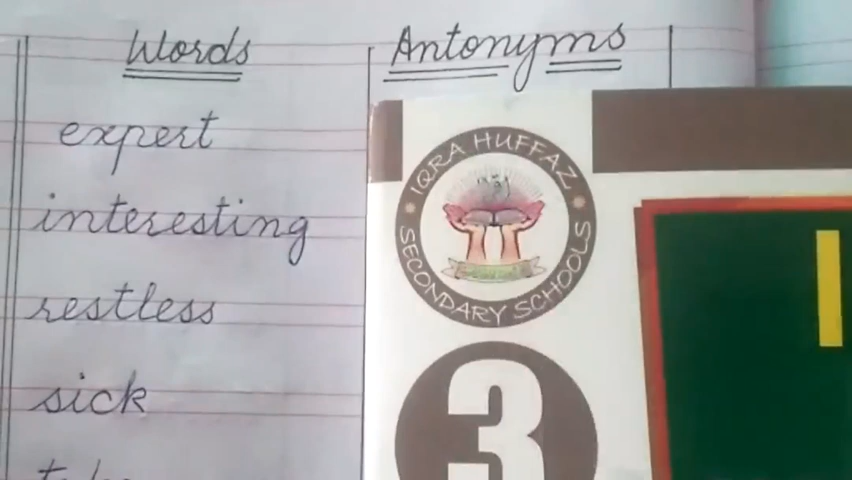 Words Antonyms
expert
interesting
restless
sick
IQRA HUFFAZ
SECONDARY SCHOOLS
3